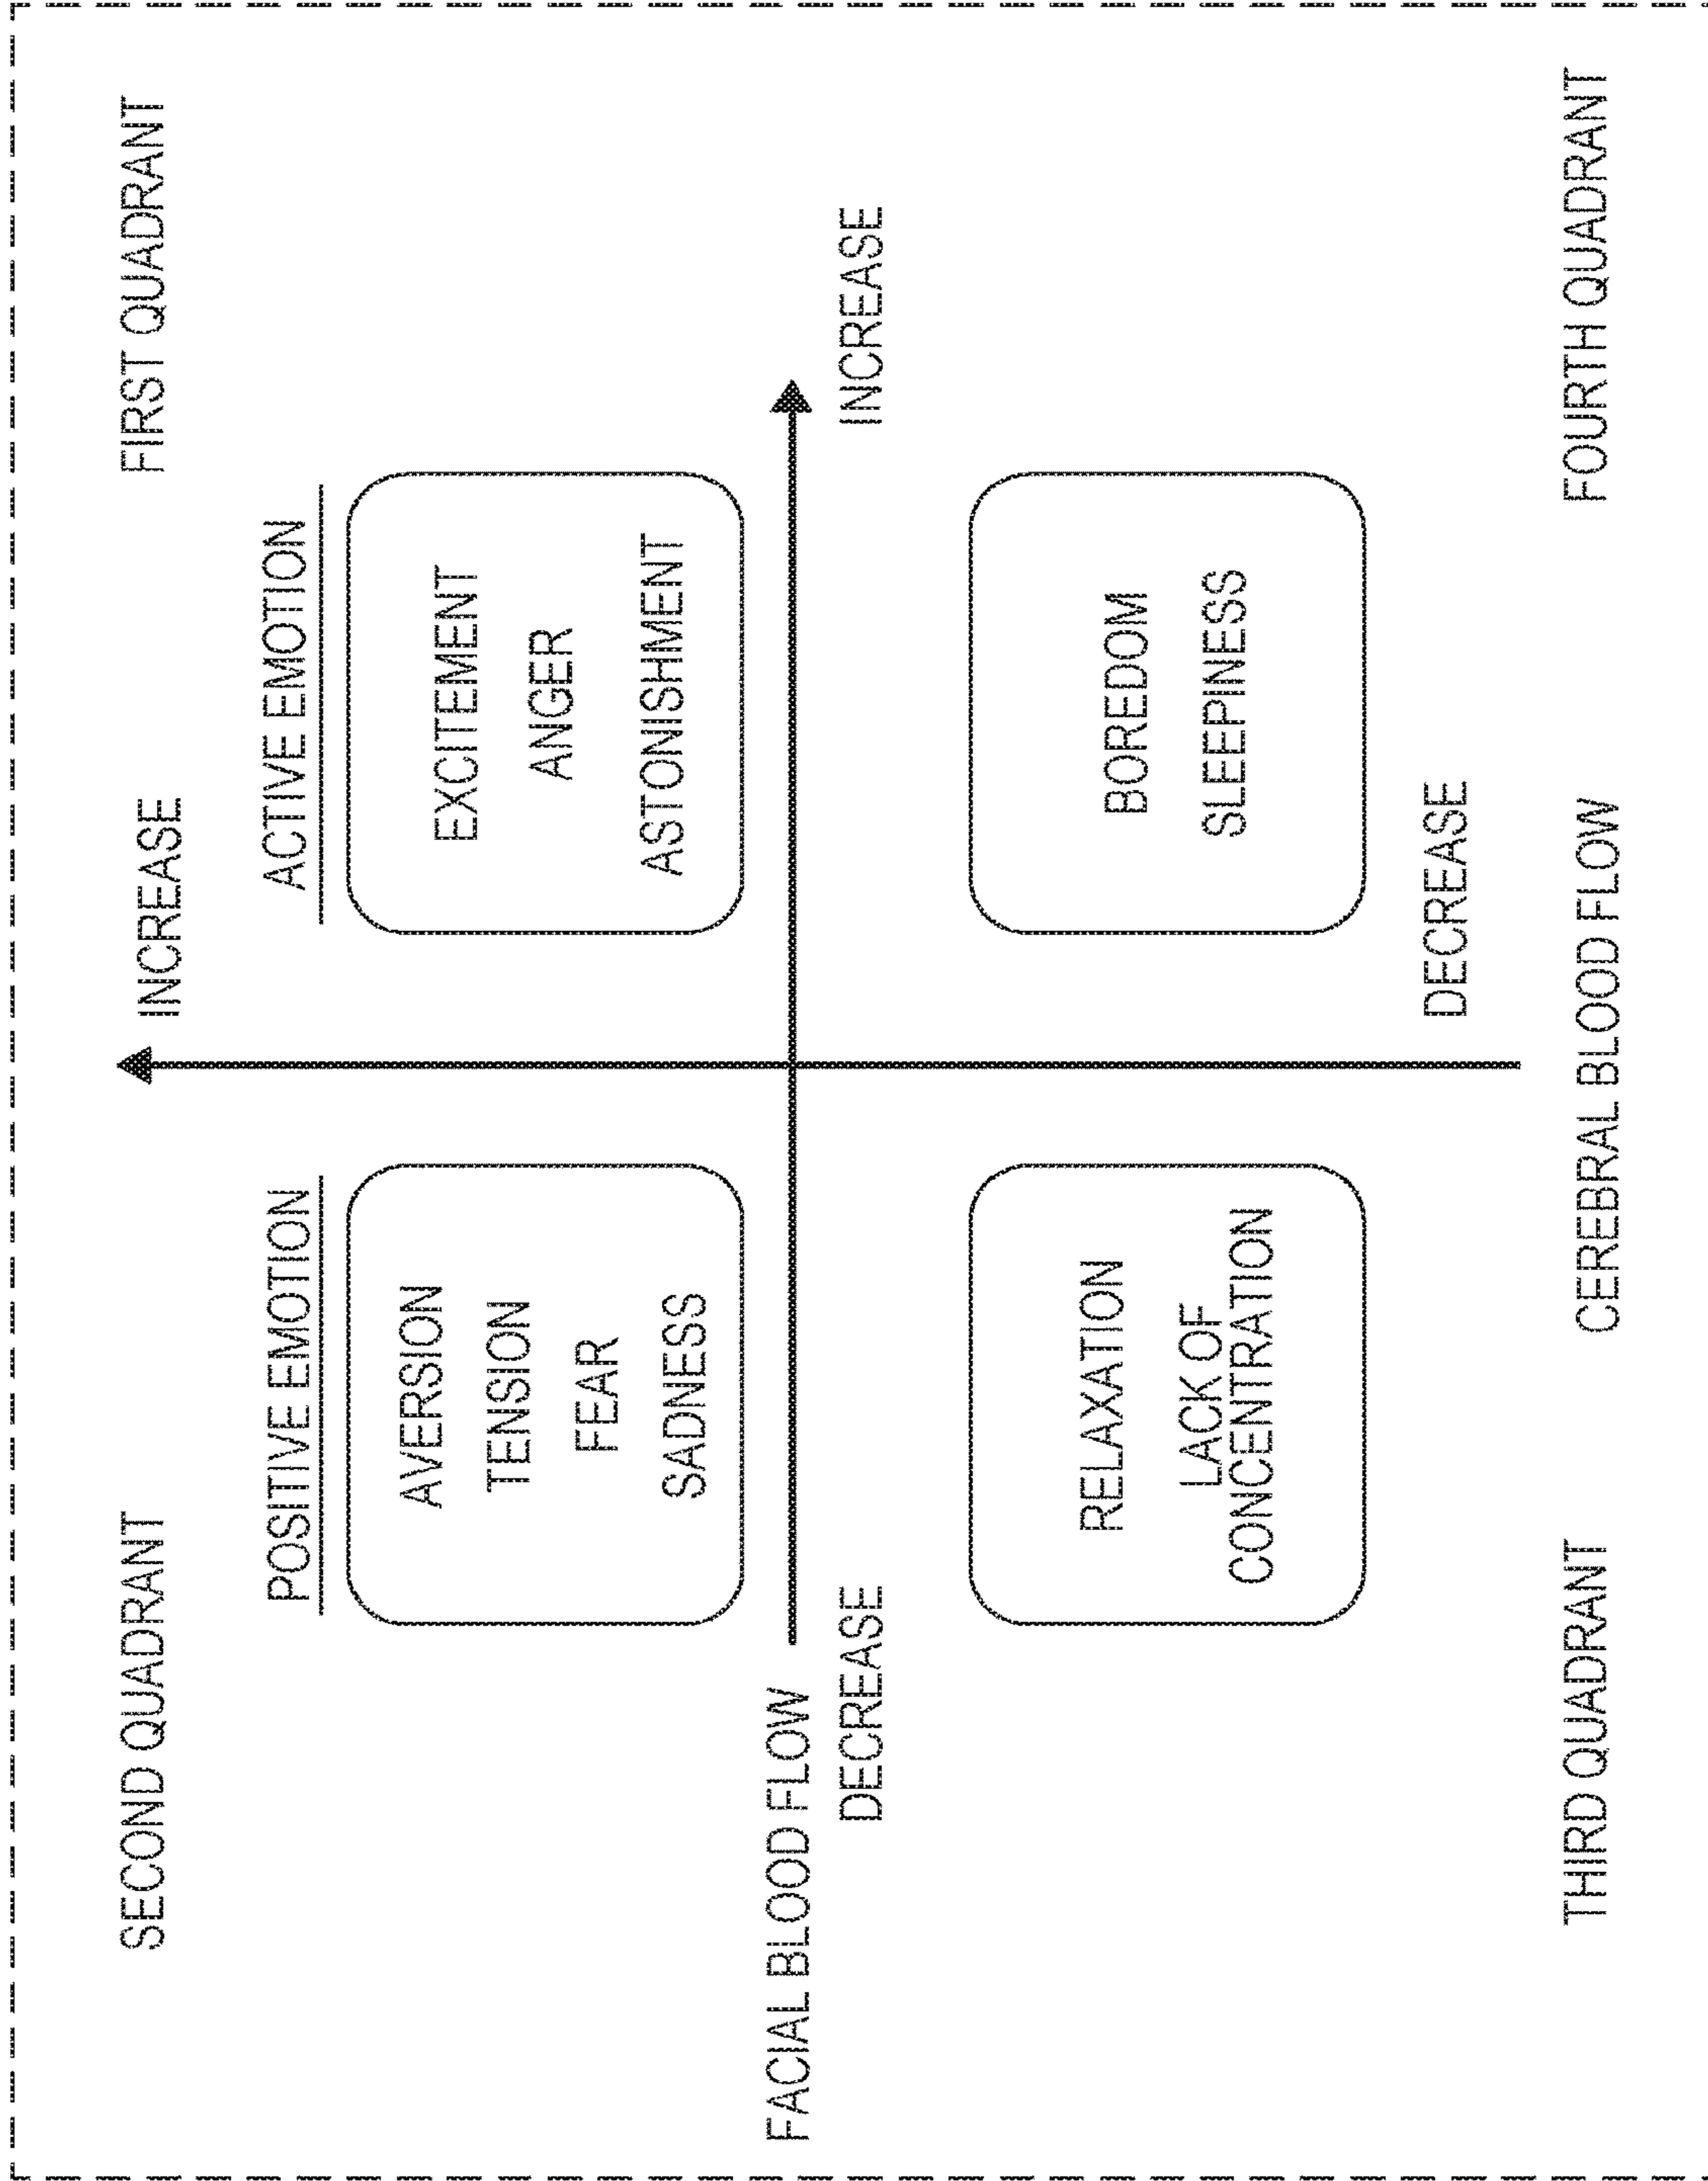 SECOND QUADRANT
INCREASE
FIRST QUADRANT
POSITIVE EMOTION
ACTIVE EMOTION
AVERSION
TENSION
FEAR
SADNESS
EXCITEMENT
ANGER
ASTONISHMENT
FACIAL BLOOD FLOW
DECREASE
INCREASE
RELAXATION
LACK OF
CONCENTRATION
BOREDOM
SLEEPINESS
DECREASE
THIRD QUADRANT
CEREBRAL BLOOD FLOW
FOURTH QUADRANT